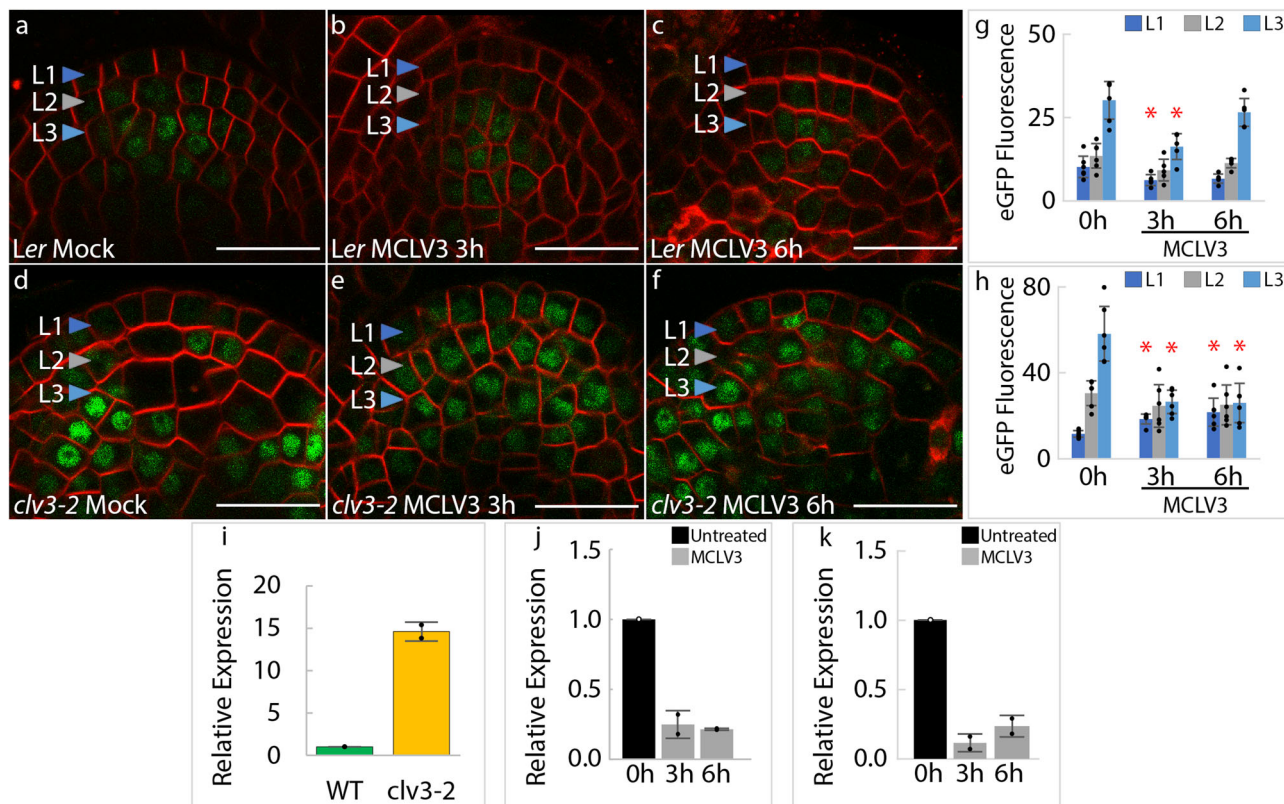 a
L1
L2
L3
Ler Mock
b
L1
L2
L3
Ler MCLV3 3h
c
L1
L2
L3
Ler MCLV3 6h
d
L1
L2
L3
clv3-2 Mock
e
L1
L2
L3
clv3-2 MCLV3 3h
f
L1
L2
L3
clv3-2 MCLV3 6h
g
L1 L2 L3
eGFP Fluorescence
50
25
0
* *
0h 3h 6h
MCLV3
h
L1 L2 L3
eGFP Fluorescence
80
40
0
* * * *
0h 3h 6h
MCLV3
i
Relative Expression
20
15
10
5
0
WT clv3-2
j
Untreated
MCLV3
Relative Expression
1.5
1.0
0.5
0.0
0h 3h 6h
k
Untreated
MCLV3
Relative Expression
1.5
1.0
0.5
0.0
0h 3h 6h